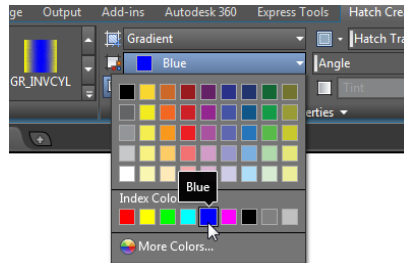 ge Output Add-ins Autodesk 360 Express Tools Hatch Crea
Gradient
Hatch Tra
Blue
Angle
GR_INVCYL
Tint
erties
Blue
Index Colo
More Colors...